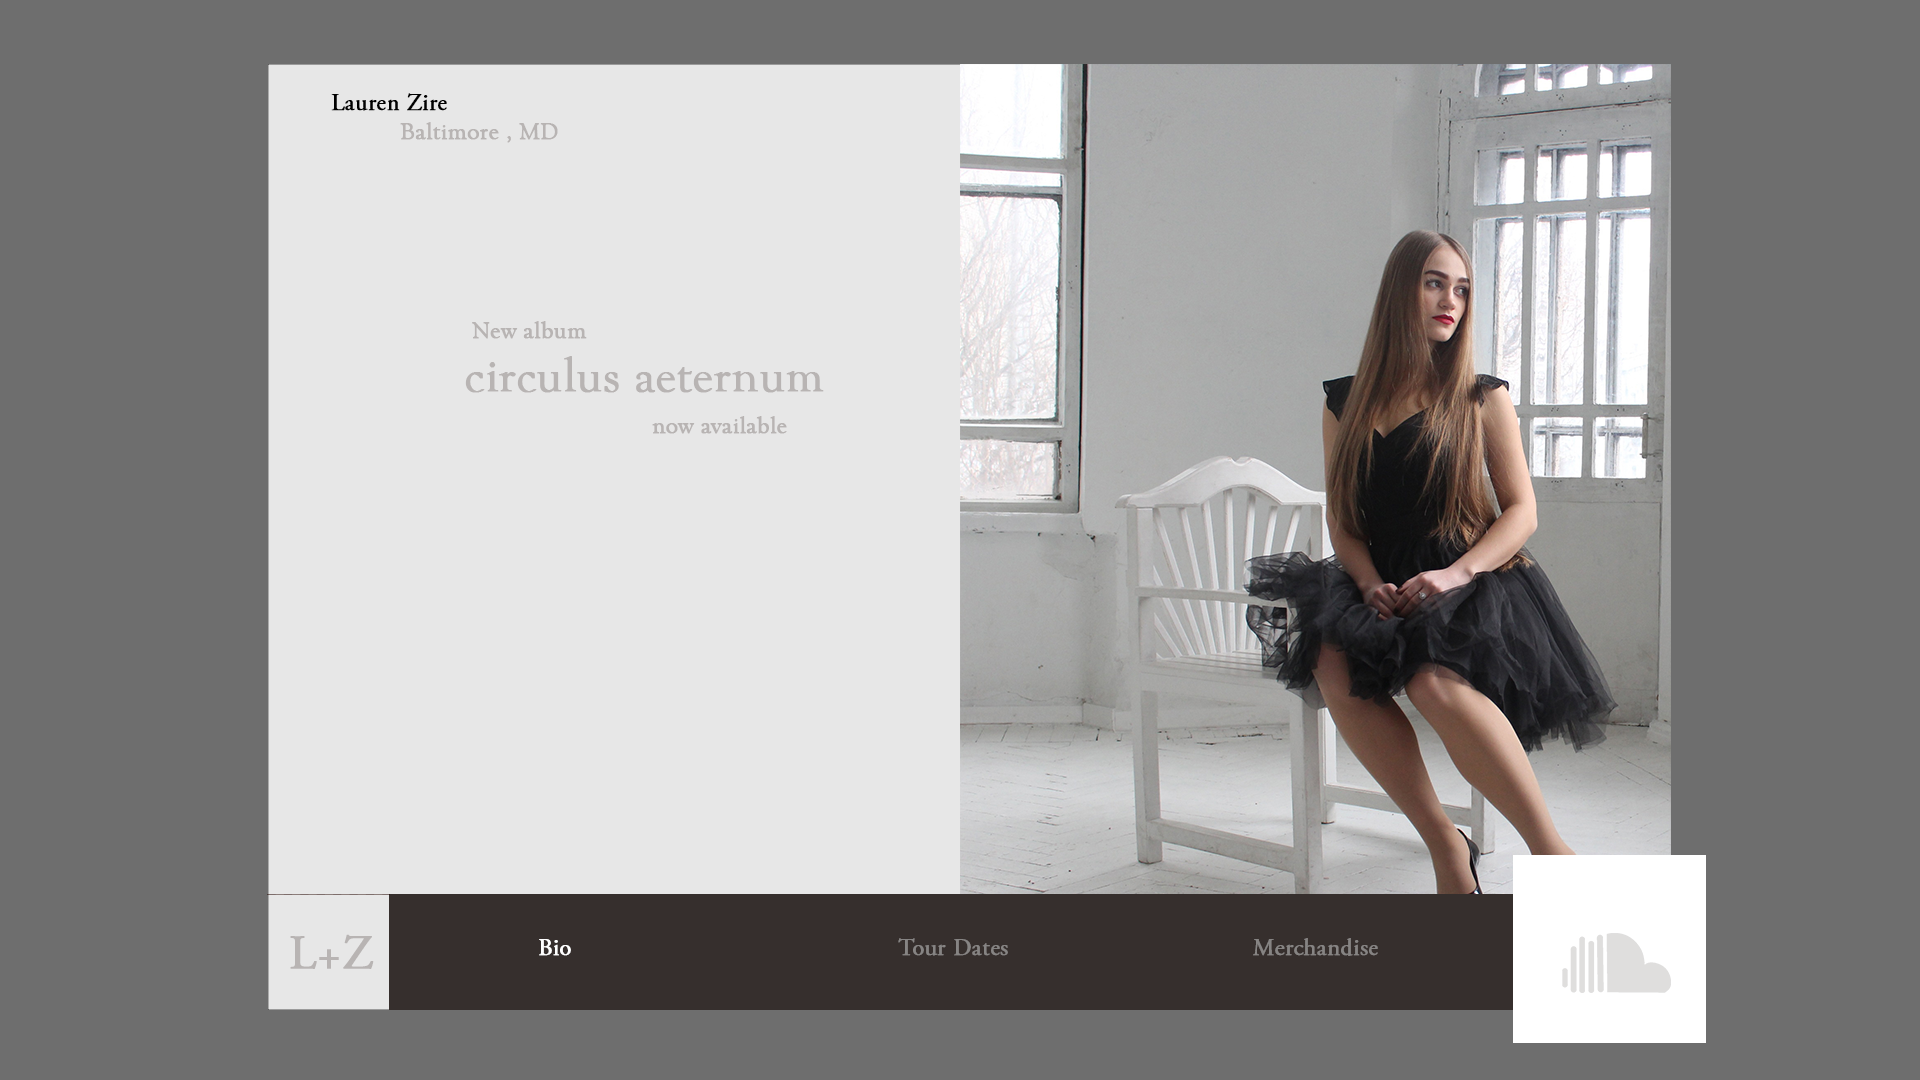 Lauren Zire
Baltimore , MD
New album
circulus aeternum
now available
L+Z
Bio
Tour Dates
Merchandise